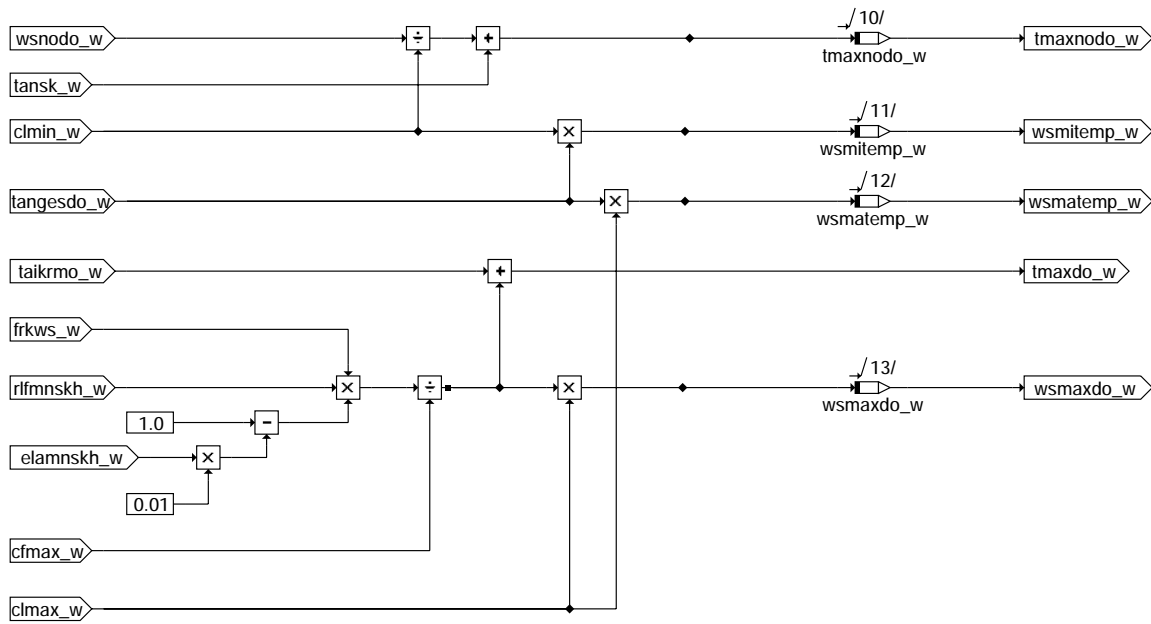 wsnodo_w
÷
+
/ 10/
tmaxnodo_w
tmaxnodo_w
tansk_w
clmin_w
×
/ 11/
wsmitemp_w
wsmitemp_w
tangesdo_w
×
/ 12/
wsmatemp_w
wsmatemp_w
taikrmo_w
+
tmaxdo_w
frkws_w
rlfmnskh_w
×
÷
×
/ 13/
wsmaxdo_w
wsmaxdo_w
1.0
−
elamnskh_w
×
0.01
cfmax_w
clmax_w